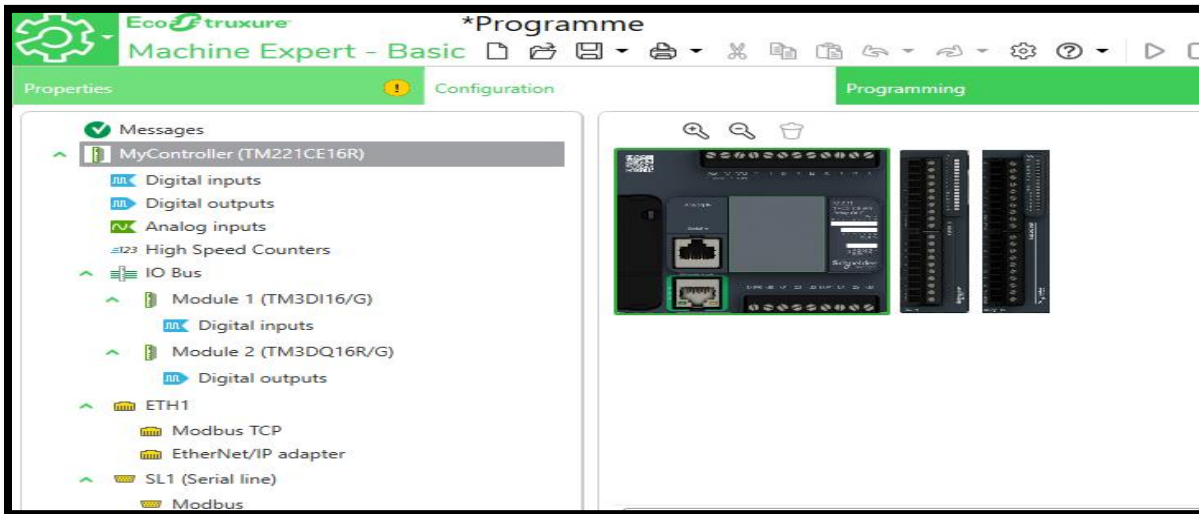 EcoStruxure *Programme
Machine Expert - Basic
Properties Configuration Programming
Messages
MyController (TM221CE16R)
Digital inputs
Digital outputs
Analog inputs
123 High Speed Counters
IO Bus
Module 1 (TM3DI16/G)
Digital inputs
Module 2 (TM3DQ16R/G)
Digital outputs
ETH1
Modbus TCP
EtherNet/IP adapter
SL1 (Serial line)
Modbus
Schneider